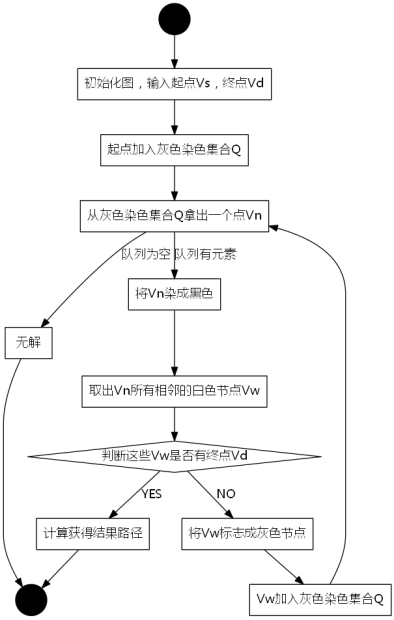 初始化图，输入起点Vs，终点Vd
起点加入灰色染色集合Q
从灰色染色集合Q拿出一个点Vn
队列为空 队列有元素
将Vn染成黑色
无解
取出Vn所有相邻的白色节点Vw
判断这些Vw是否有终点Vd
YES NO
计算获得结果路径 将Vw标志成灰色节点
Vw加入灰色染色集合Q